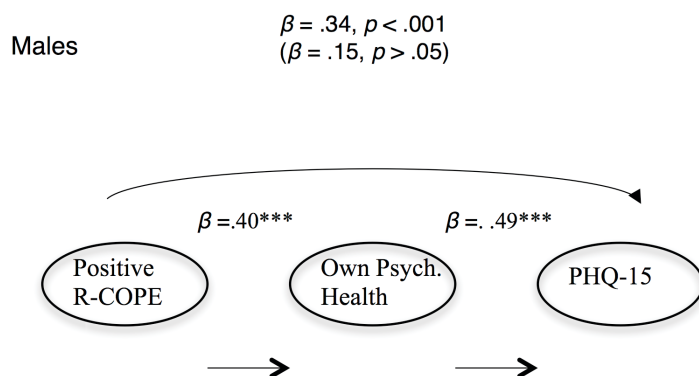 Males
β = .34, p < .001
(β = .15, p > .05)
β =.40***
β =. .49***
Positive
R-COPE
Own Psych.
Health
PHQ-15